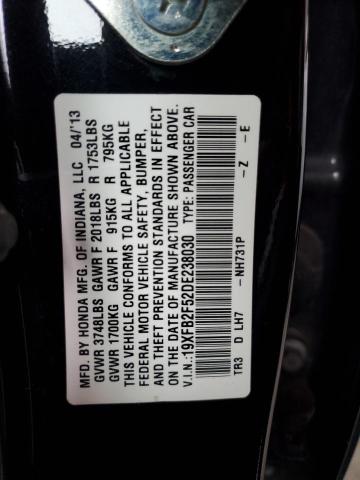 MFD. BY HONDA MFG. OF INDIANA, LLC 04/'13
GVWR 3748LBS GAWR F 2018LBS R 1753LBS
GVWR 1700KG GAWR F 915KG R 795KG
THIS VEHICLE CONFORMS TO ALL APPLICABLE
FEDERAL MOTOR VEHICLE SAFETY, BUMPER,
AND THEFT PREVENTION STANDARDS IN EFFECT
ON THE DATE OF MANUFACTURE SHOWN ABOVE.
V.I.N.:19XFB2F52DE238030 TYPE: PASSENGER CAR
TR3 D LH7 - NH731P - Z - E